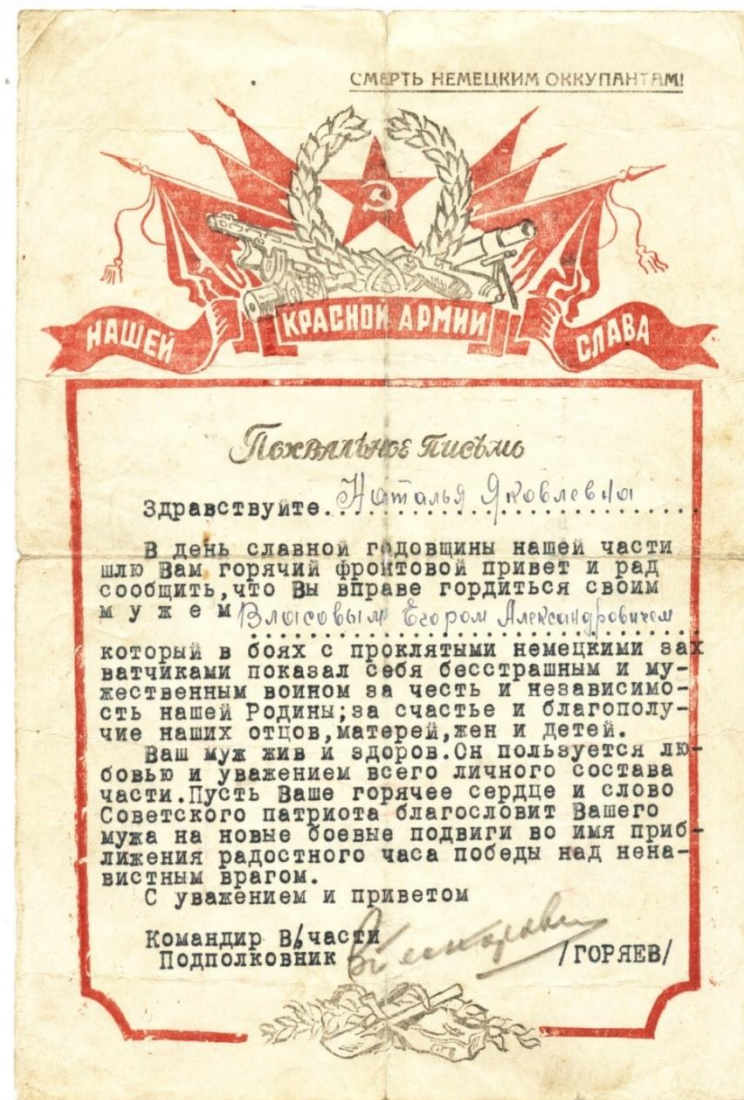 СМЕРТЬ НЕМЕЦКИМ ОККУПАНТАМ!
НАШЕЙ КРАСНОЙ АРМИИ СЛАВА
Похвальное письмо
Здравствуйте. Наталья Яковлевна
В день славной годовщины нашей части
шлю Вам горячий фронтовой привет и рад
сообщить,что Вы вправе гордиться своим
мужем Власовым Егором Александровичем
который в боях с проклятыми немецкими зах
ватчиками показал себя бесстрашным и му-
жественным воином за честь и независимо-
сть нашей Родины;за счастье и благополу-
чие наших отцов,матерей,жен и детей.
Ваш муж жив и здоров.Он пользуется лю-
бовью и уважением всего личного состава
части.Пусть Ваше горячее сердце и слово
Советского патриота благословит Вашего
мужа на новые боевые подвиги во имя приб-
лижения радостного часа победы над нена-
вистным врагом.
С уважением и приветом
Командир В/части
Подполковник /ГОРЯЕВ/